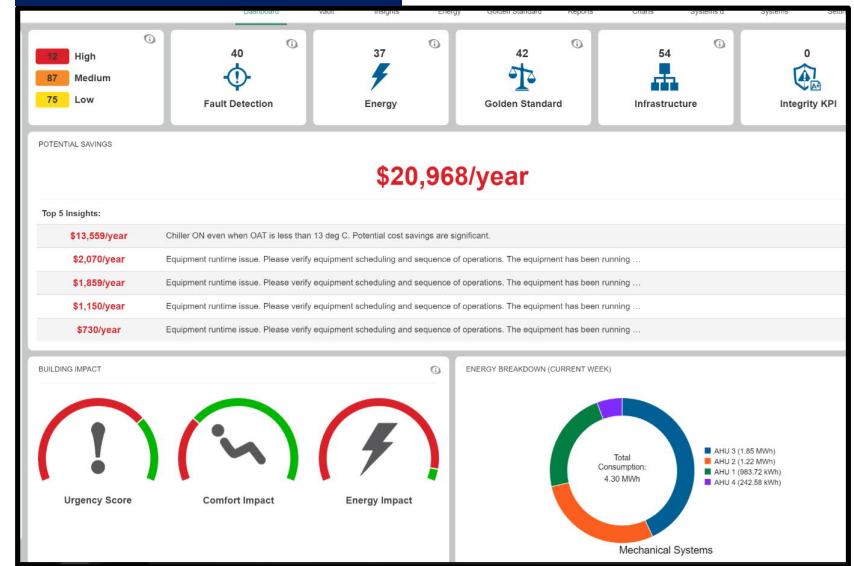 Dashboard Vault Insights Energy Golden Standard Reports Charts Systems
12 High
87 Medium
75 Low
40
Fault Detection
37
Energy
42
Golden Standard
54
Infrastructure
0
Integrity KPI
A+
POTENTIAL SAVINGS
$20,968/year
Top 5 Insights:
$13,559/year Chiller ON even when OAT is less than 13 deg C. Potential cost savings are significant.
$2,070/year Equipment runtime issue. Please verify equipment scheduling and sequence of operations. The equipment has been running ...
$1,859/year Equipment runtime issue. Please verify equipment scheduling and sequence of operations. The equipment has been running ...
$1,150/year Equipment runtime issue. Please verify equipment scheduling and sequence of operations. The equipment has been running ...
$730/year Equipment runtime issue. Please verify equipment scheduling and sequence of operations. The equipment has been running ...
BUILDING IMPACT
Urgency Score
Comfort Impact
Energy Impact
ENERGY BREAKDOWN (CURRENT WEEK)
Total
Consumption:
4.30 MWh
AHU 3 (1.85 MWh)
AHU 2 (1.22 MWh)
AHU 1 (983.72 kWh)
AHU 4 (242.58 kWh)
Mechanical Systems